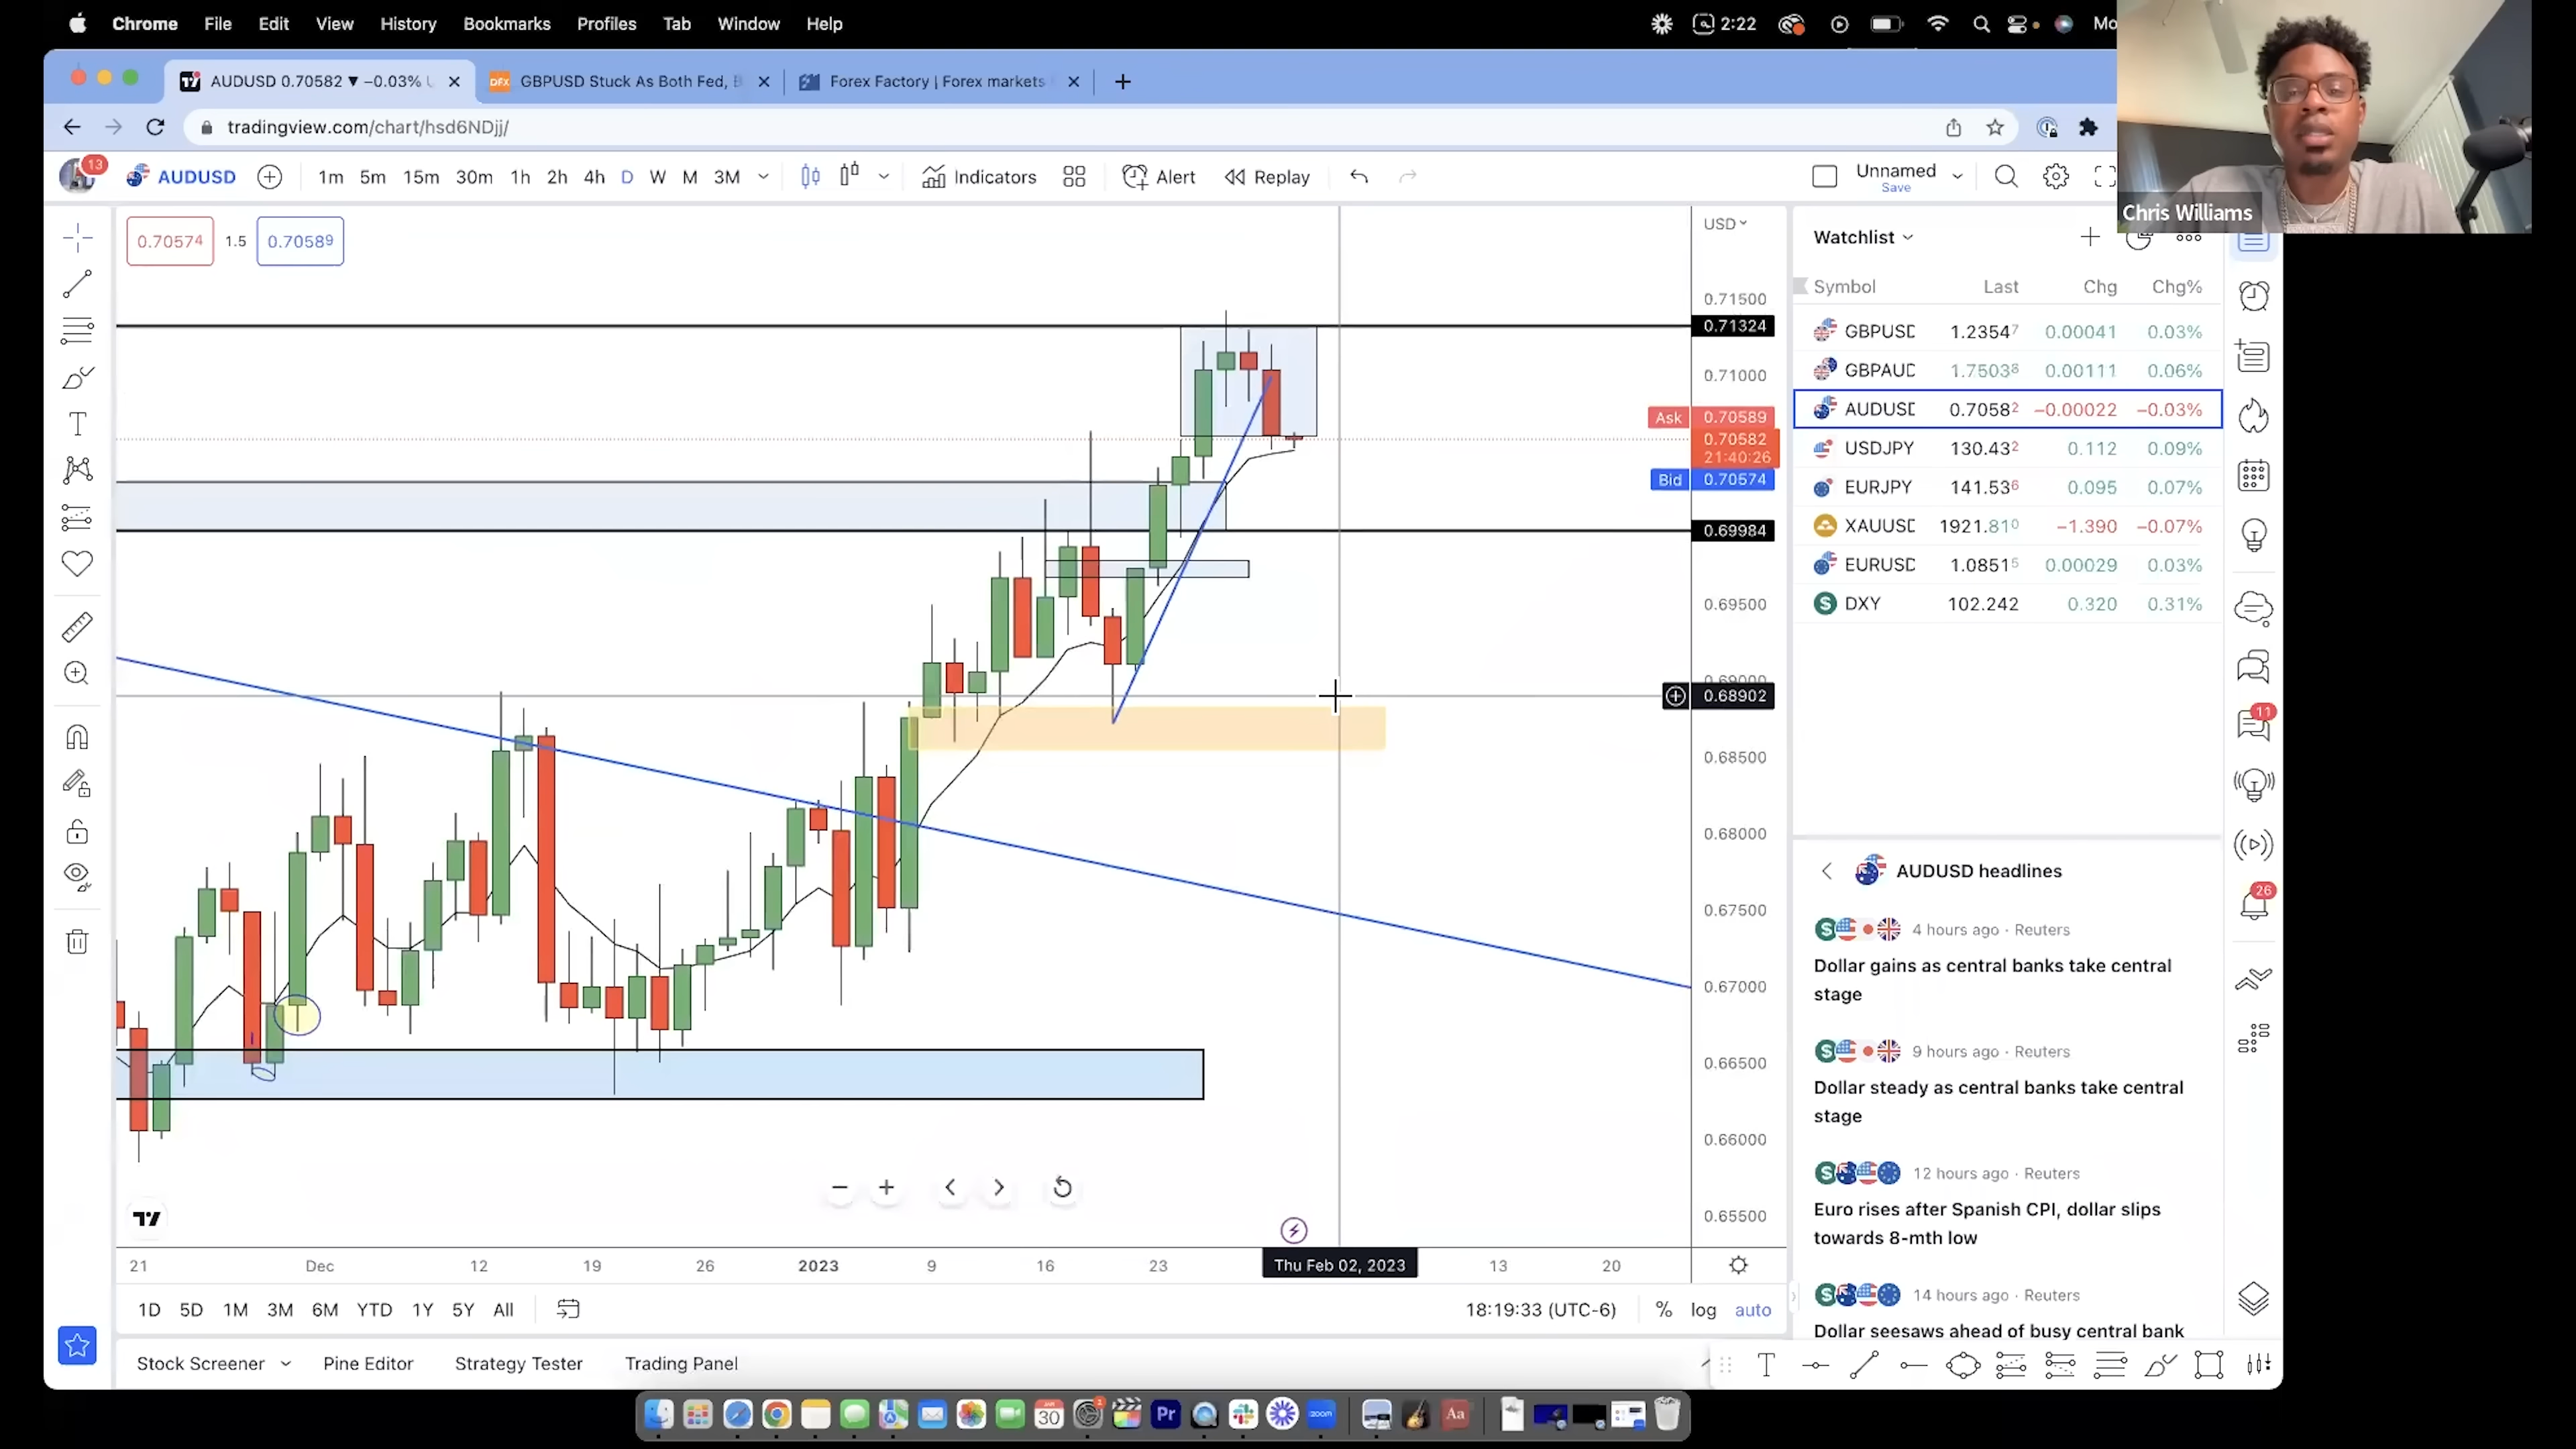 Chrome File Edit View History Bookmarks Profiles Tab Window Help 2:22 Mo
AUDUSD 0.70582 ▼ −0.03% GBPUSD Stuck As Both Fed, Forex Factory | Forex markets
tradingview.com/chart/hsd6NDjj/
Chris Williams
13 AUDUSD 1m 5m 15m 30m 1h 2h 4h D W M 3M Indicators Alert Replay Unnamed
Save
0.70574 1.5 0.70589
USD
0.71500
0.71324
0.71000
Ask 0.70589
0.70582
21:40:26
Bid 0.70574
0.69984
0.69500
0.69000
0.68902
0.68500
0.68000
0.67500
0.67000
0.66500
0.66000
0.65500
21 Dec 12 19 26 2023 9 16 23 Thu Feb 02, 2023 13 20
1D 5D 1M 3M 6M YTD 1Y 5Y All 18:19:33 (UTC-6) % log auto
Stock Screener Pine Editor Strategy Tester Trading Panel
Watchlist
Symbol Last Chg Chg%
GBPUSD 1.23547 0.00041 0.03%
GBPAUD 1.75038 0.00111 0.06%
AUDUSD 0.70582 −0.00022 −0.03%
USDJPY 130.432 0.112 0.09%
EURJPY 141.536 0.095 0.07%
XAUUSD 1921.810 −1.390 −0.07%
EURUSD 1.08515 0.00029 0.03%
DXY 102.242 0.320 0.31%
AUDUSD headlines
4 hours ago · Reuters
Dollar gains as central banks take central
stage
9 hours ago · Reuters
Dollar steady as central banks take central
stage
12 hours ago · Reuters
Euro rises after Spanish CPI, dollar slips
towards 8-mth low
14 hours ago · Reuters
Dollar seesaws ahead of busy central bank
11
26
JAN
30
1
Pr
zoom
Aa